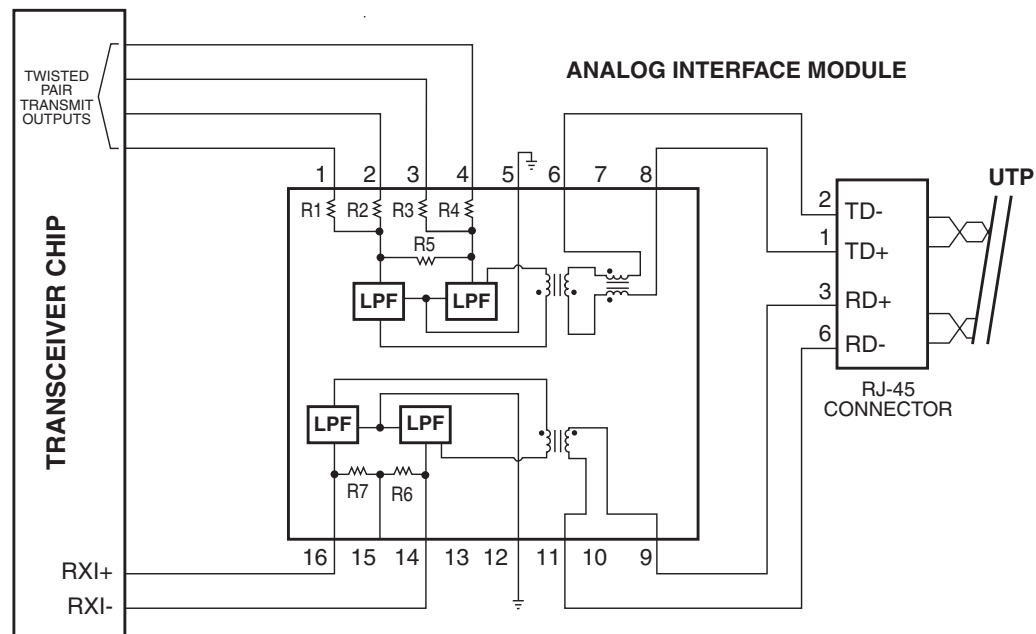 TWISTED
PAIR
TRANSMIT
OUTPUTS
ANALOG INTERFACE MODULE
1 2 3 4 5 6 7 8
R1 R2 R3 R4
R5
LPF LPF
LPF LPF
R7 R6
16 15 14 13 12 11 10 9
TRANSCEIVER CHIP
RXI+
RXI-
UTP
2 TD-
1 TD+
3 RD+
6 RD-
RJ-45
CONNECTOR